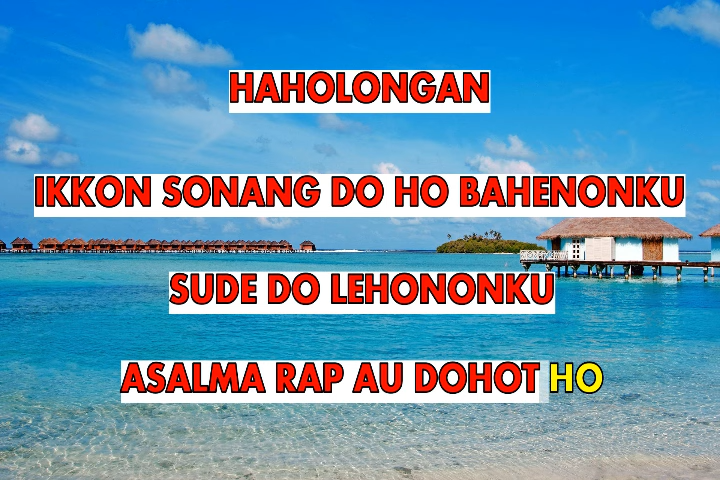 HAHOLONGAN
IKKON SONANG DO HO BAHENONKU
SUDE DO LEHONONKU
ASALMA RAP AU DOHOT HO